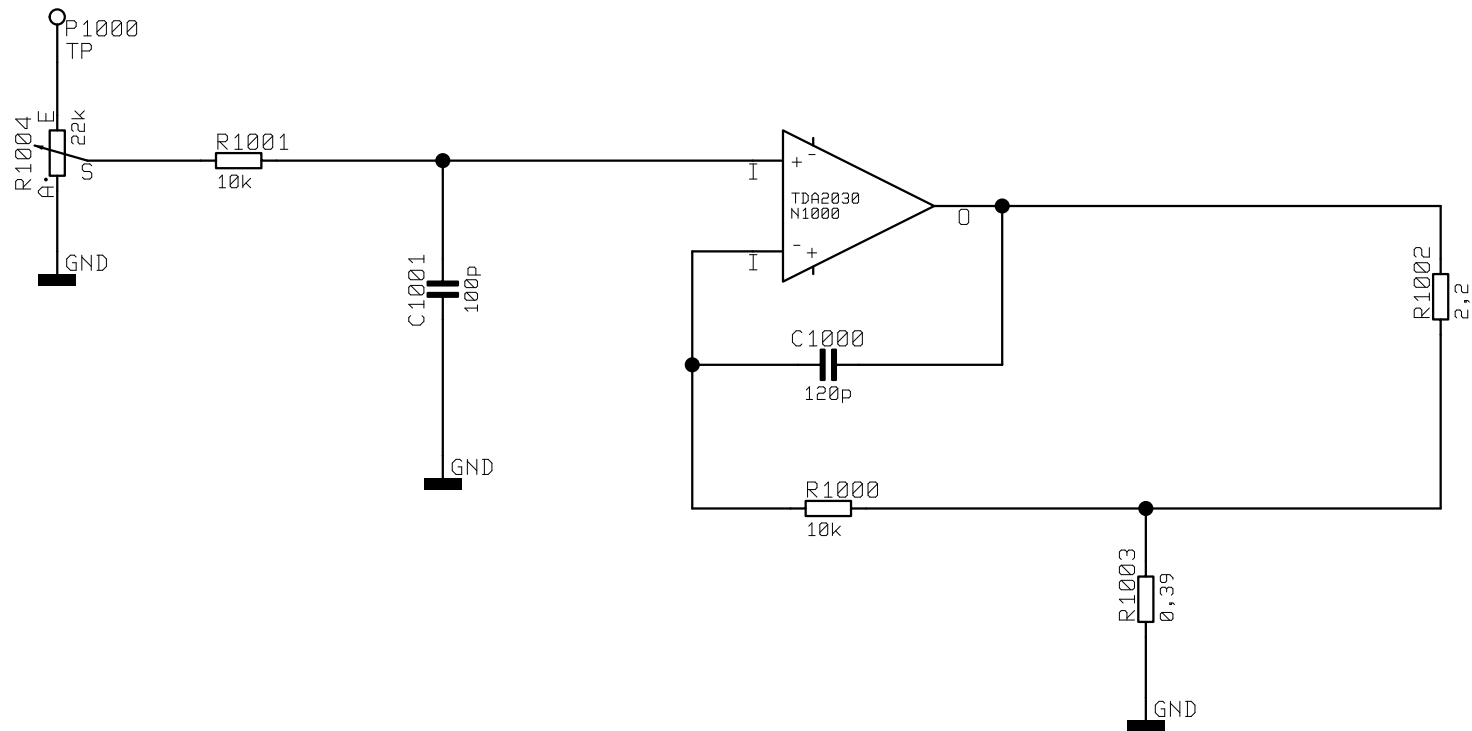 P1000
TP
E
22k
R1004
A
S
GND
R1001
10k
C1001
100p
GND
I
I
+
-
TDA2030
N1000
-
+
O
C1000
120p
R1000
10k
R1002
2,2
R1003
0,39
GND